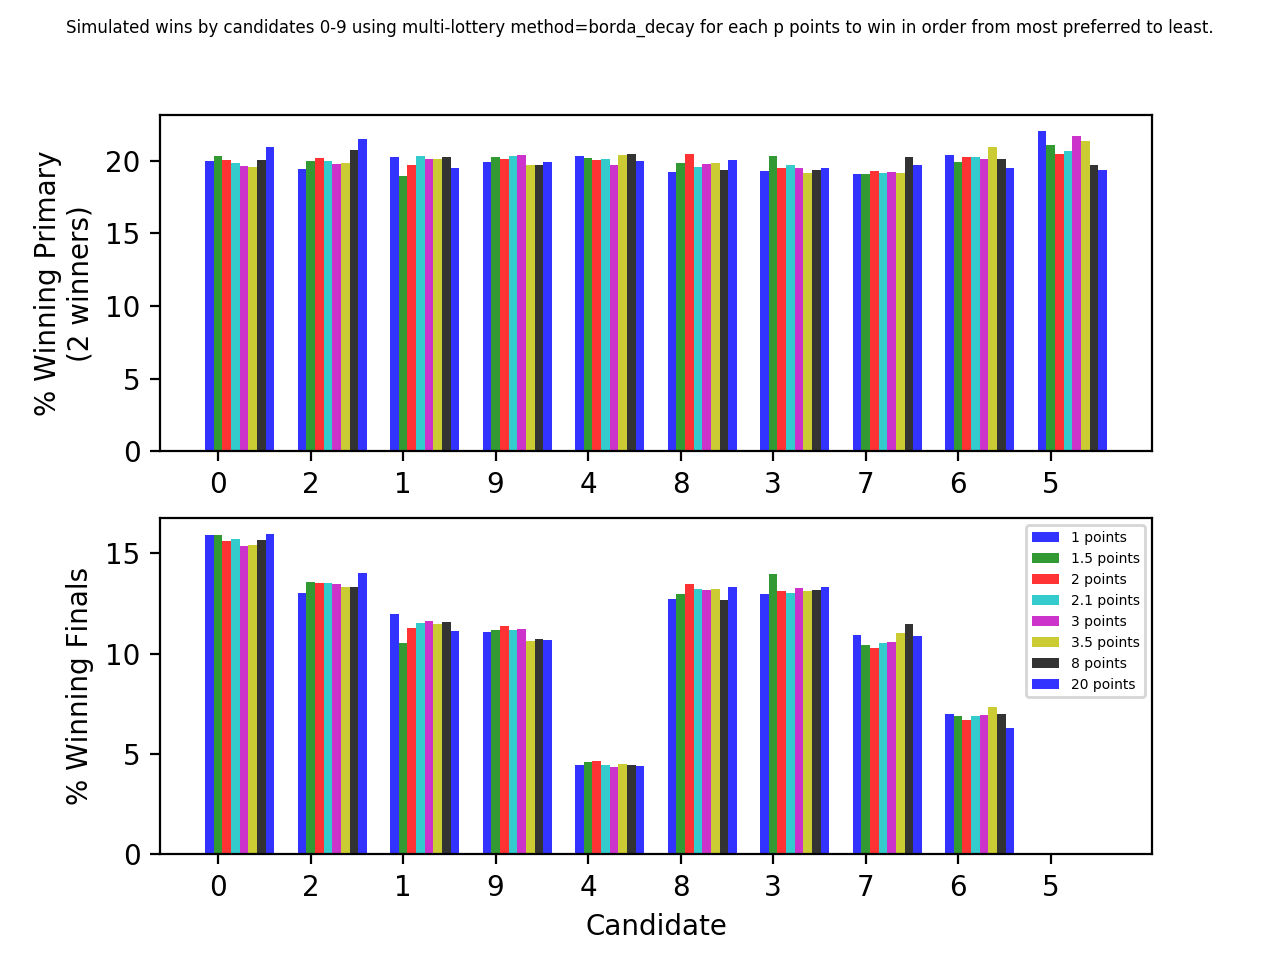 Simulated wins by candidates 0-9 using multi-lottery method=borda_decay for each p points to win in order from most preferred to least.
% Winning Primary
(2 winners)
20
15
10
5
0
0 2 1 9 4 8 3 7 6 5
% Winning Finals
15
10
5
0
1 points
1.5 points
2 points
2.1 points
3 points
3.5 points
8 points
20 points
0 2 1 9 4 8 3 7 6 5
Candidate